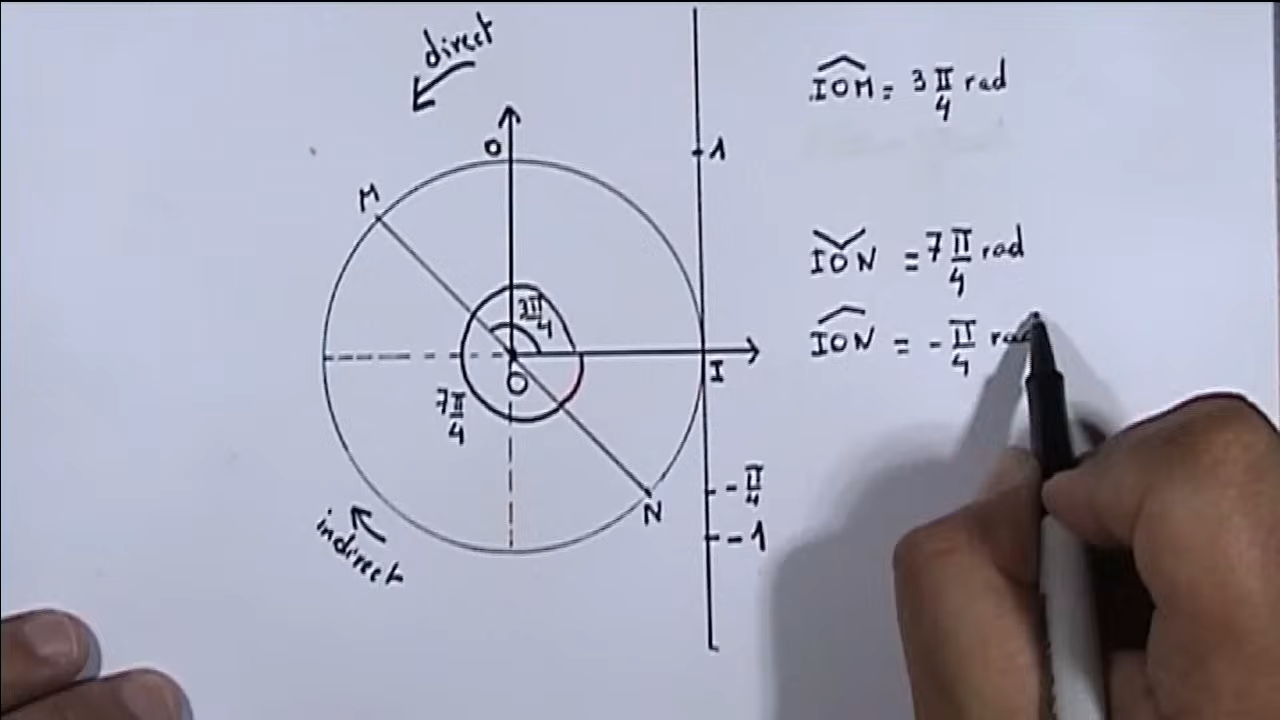 direct
O
1
M
3π/4
O
I
7π/4
-π/4
N
-1
indirect
IOM = 3π/4 rad
ION = 7π/4 rad
ION = -π/4 rad